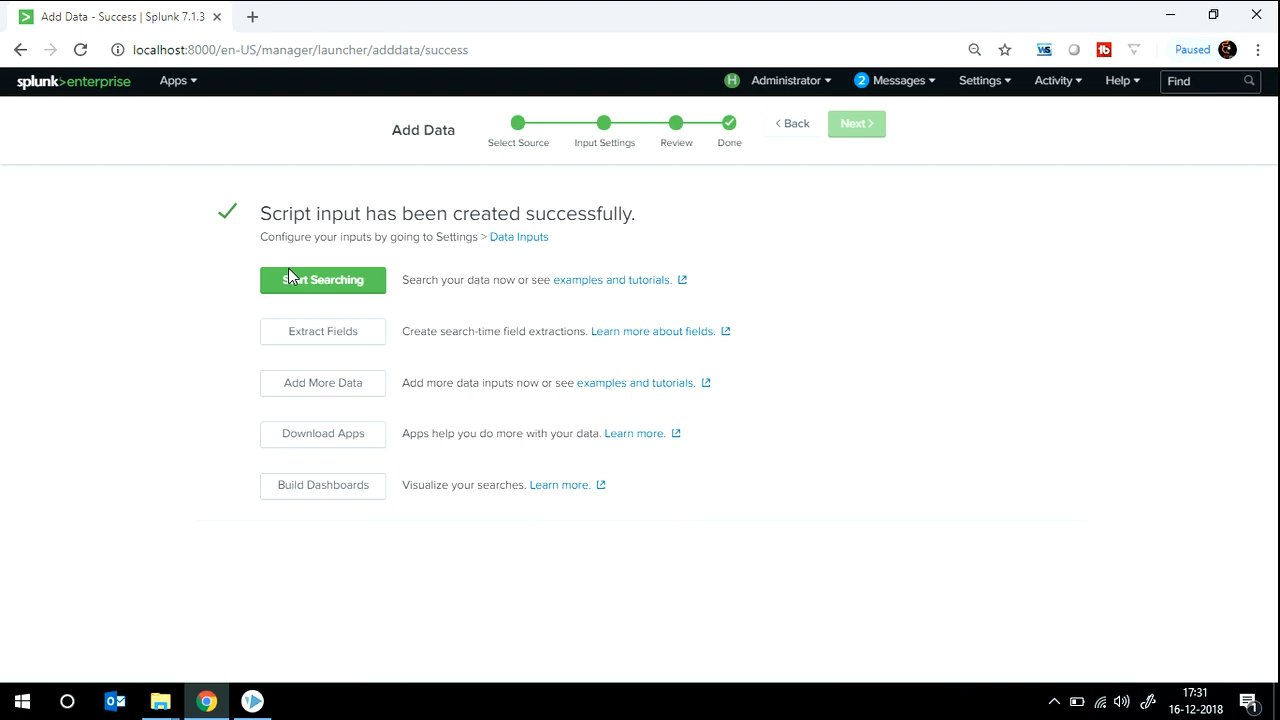 Add Data - Success | Splunk 7.1.3
localhost:8000/en-US/manager/launcher/adddata/success
Paused
splunk>enterprise Apps
H Administrator 2 Messages Settings Activity Help Find
Add Data
Select Source Input Settings Review Done
< Back Next >
Script input has been created successfully.
Configure your inputs by going to Settings > Data Inputs
Searching Search your data now or see examples and tutorials.
Extract Fields Create search-time field extractions. Learn more about fields.
Add More Data Add more data inputs now or see examples and tutorials.
Download Apps Apps help you do more with your data. Learn more.
Build Dashboards Visualize your searches. Learn more.
17:31
16-12-2018
1